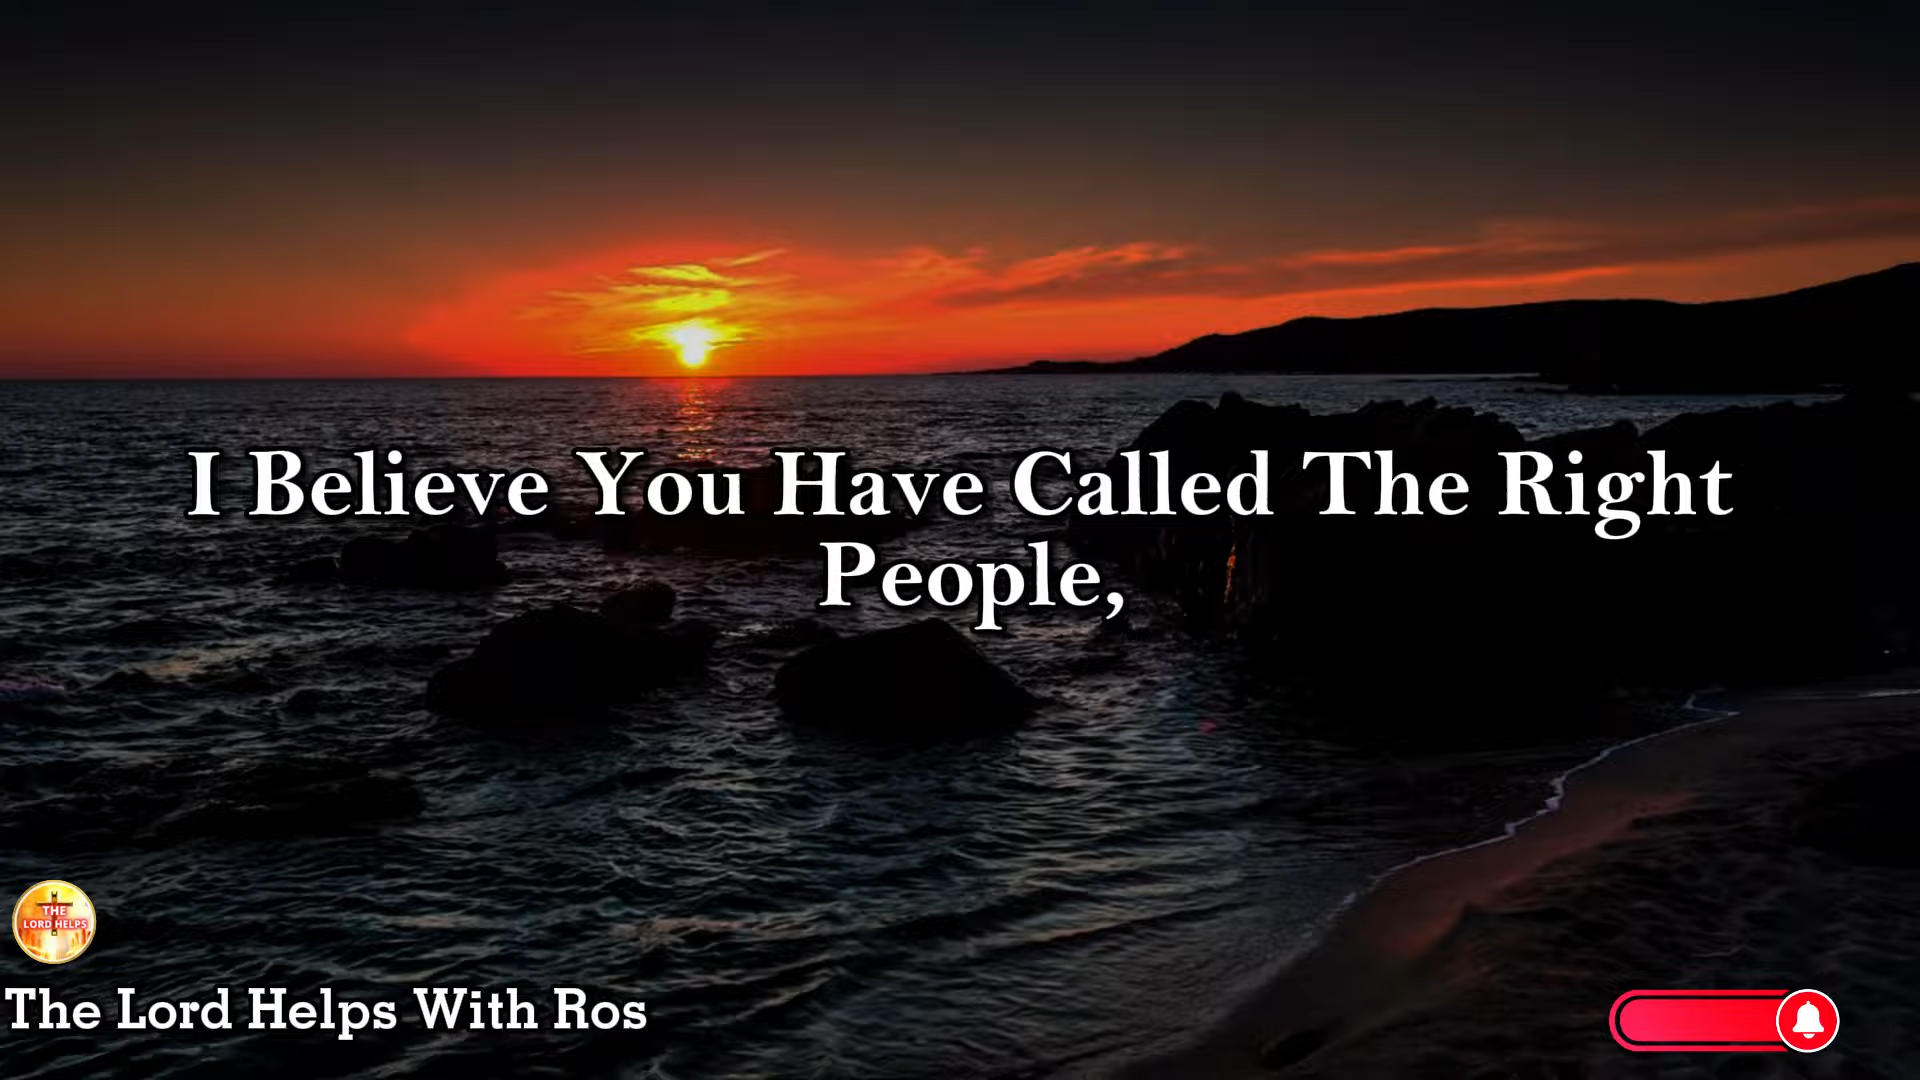 I Believe You Have Called The Right
People,
THE
LORD HELPS
The Lord Helps With Ros